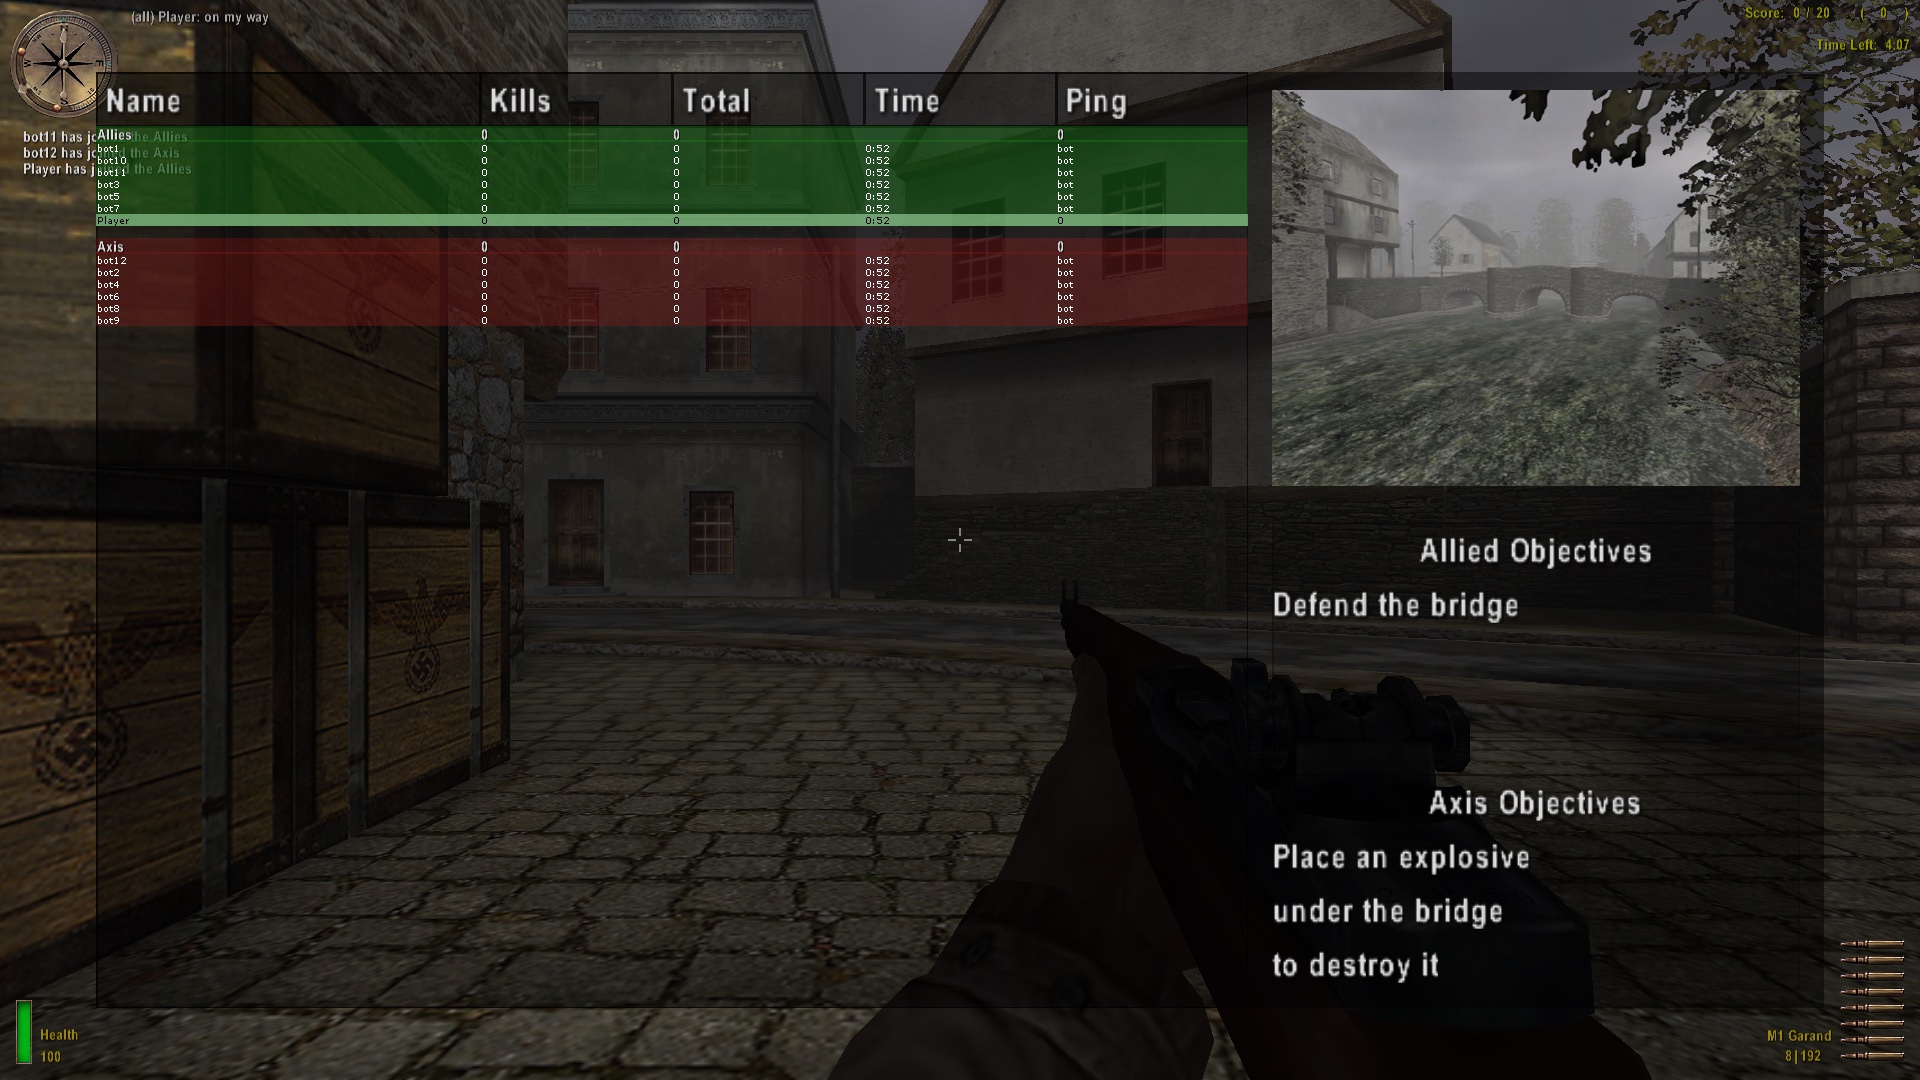 (all) Player: on my way
Score: 0 / 20 ( 0 )
Time Left: 4:07
Name Kills Total Time Ping
bot11 has joined the Allies
bot12 has joined the Axis
Player has joined the Allies
Allies 0 0 0
bot1 0 0 0:52 bot
bot10 0 0 0:52 bot
bot11 0 0 0:52 bot
bot3 0 0 0:52 bot
bot5 0 0 0:52 bot
bot7 0 0 0:52 bot
Player 0 0 0:52 0
Axis 0 0 0
bot12 0 0 0:52 bot
bot2 0 0 0:52 bot
bot4 0 0 0:52 bot
bot6 0 0 0:52 bot
bot8 0 0 0:52 bot
bot9 0 0 0:52 bot
Allied Objectives
Defend the bridge
Axis Objectives
Place an explosive
under the bridge
to destroy it
Health
100
M1 Garand
8|192